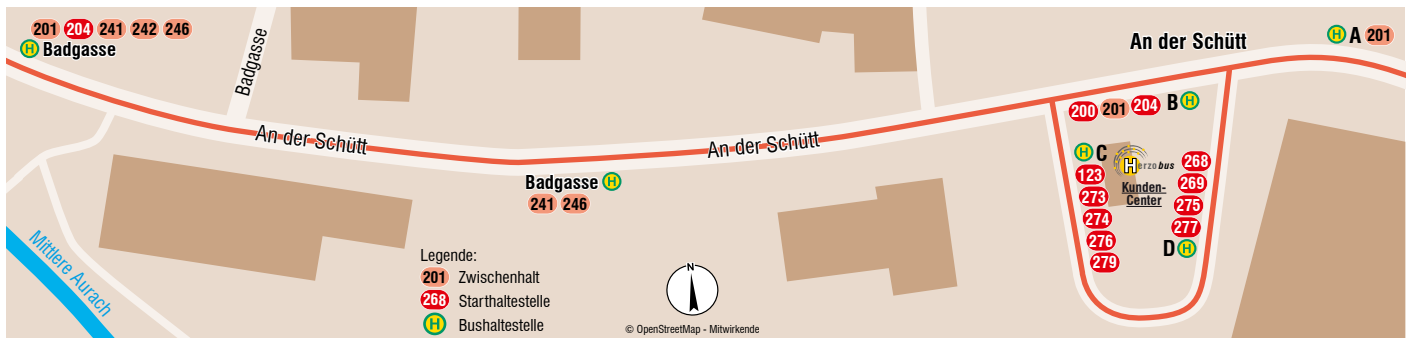 201 204 241 242 246
H Badgasse
Badgasse
An der Schütt
An der Schütt
Badgasse H
241 246
Mittlere Aurach
Legende:
201 Zwischenhalt
268 Starthaltestelle
H Bushaltestelle
N
© OpenStreetMap - Mitwirkende
An der Schütt
H A 201
200 201 204 B H
H C
123
273
274
276
279
Herzobus
Kunden-
Center
268
269
275
277
D H